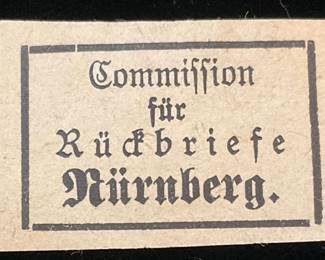 Commiſſion
für
Rückbriefe
Nürnberg.